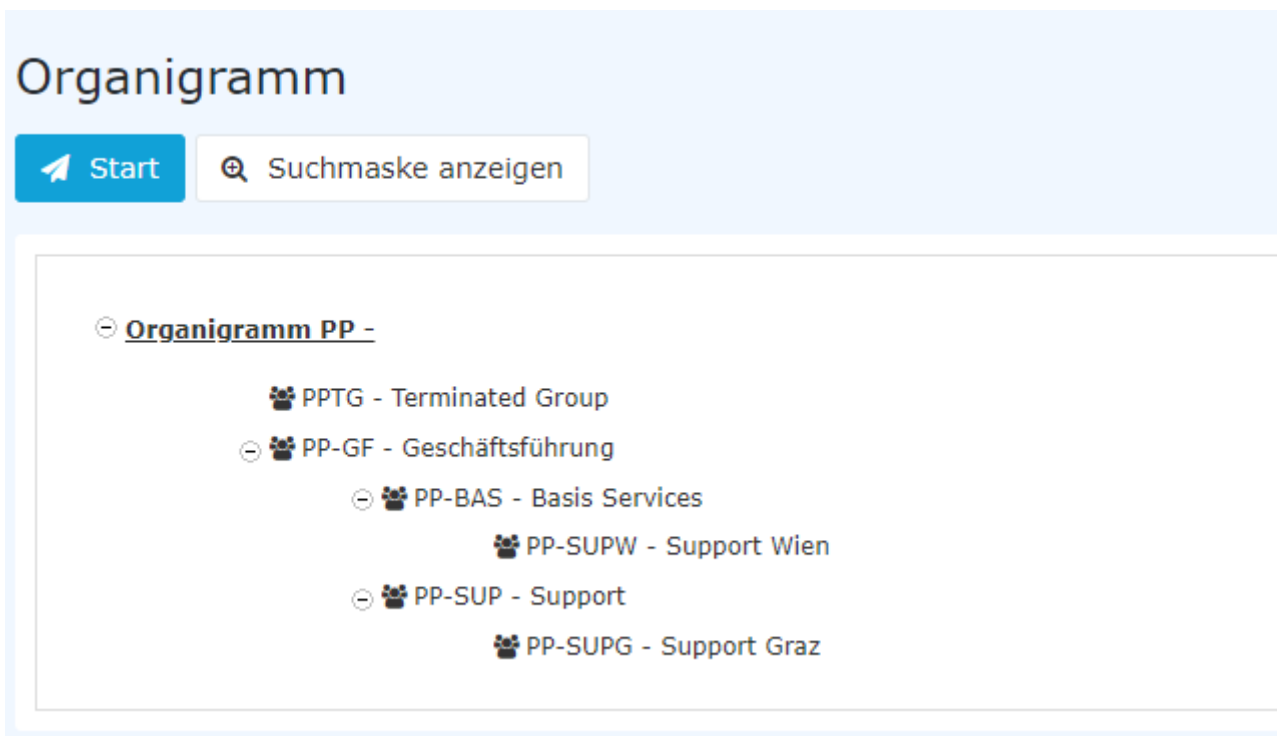 Organigramm
Start Suchmaske anzeigen
Organigramm PP -
PPTG - Terminated Group
PP-GF - Geschäftsführung
PP-BAS - Basis Services
PP-SUPW - Support Wien
PP-SUP - Support
PP-SUPG - Support Graz